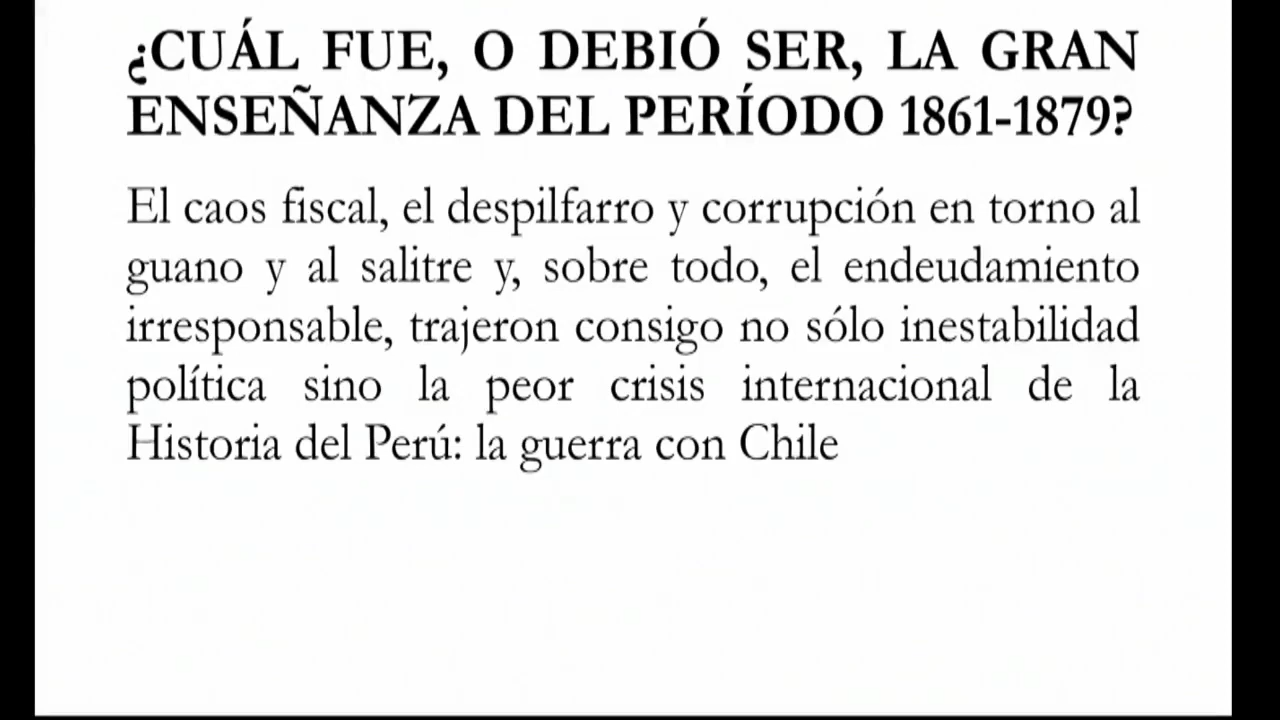 ¿CUÁL FUE, O DEBIÓ SER, LA GRAN
ENSEÑANZA DEL PERÍODO 1861-1879?
El caos fiscal, el despilfarro y corrupción en torno al
guano y al salitre y, sobre todo, el endeudamiento
irresponsable, trajeron consigo no sólo inestabilidad
política sino la peor crisis internacional de la
Historia del Perú: la guerra con Chile